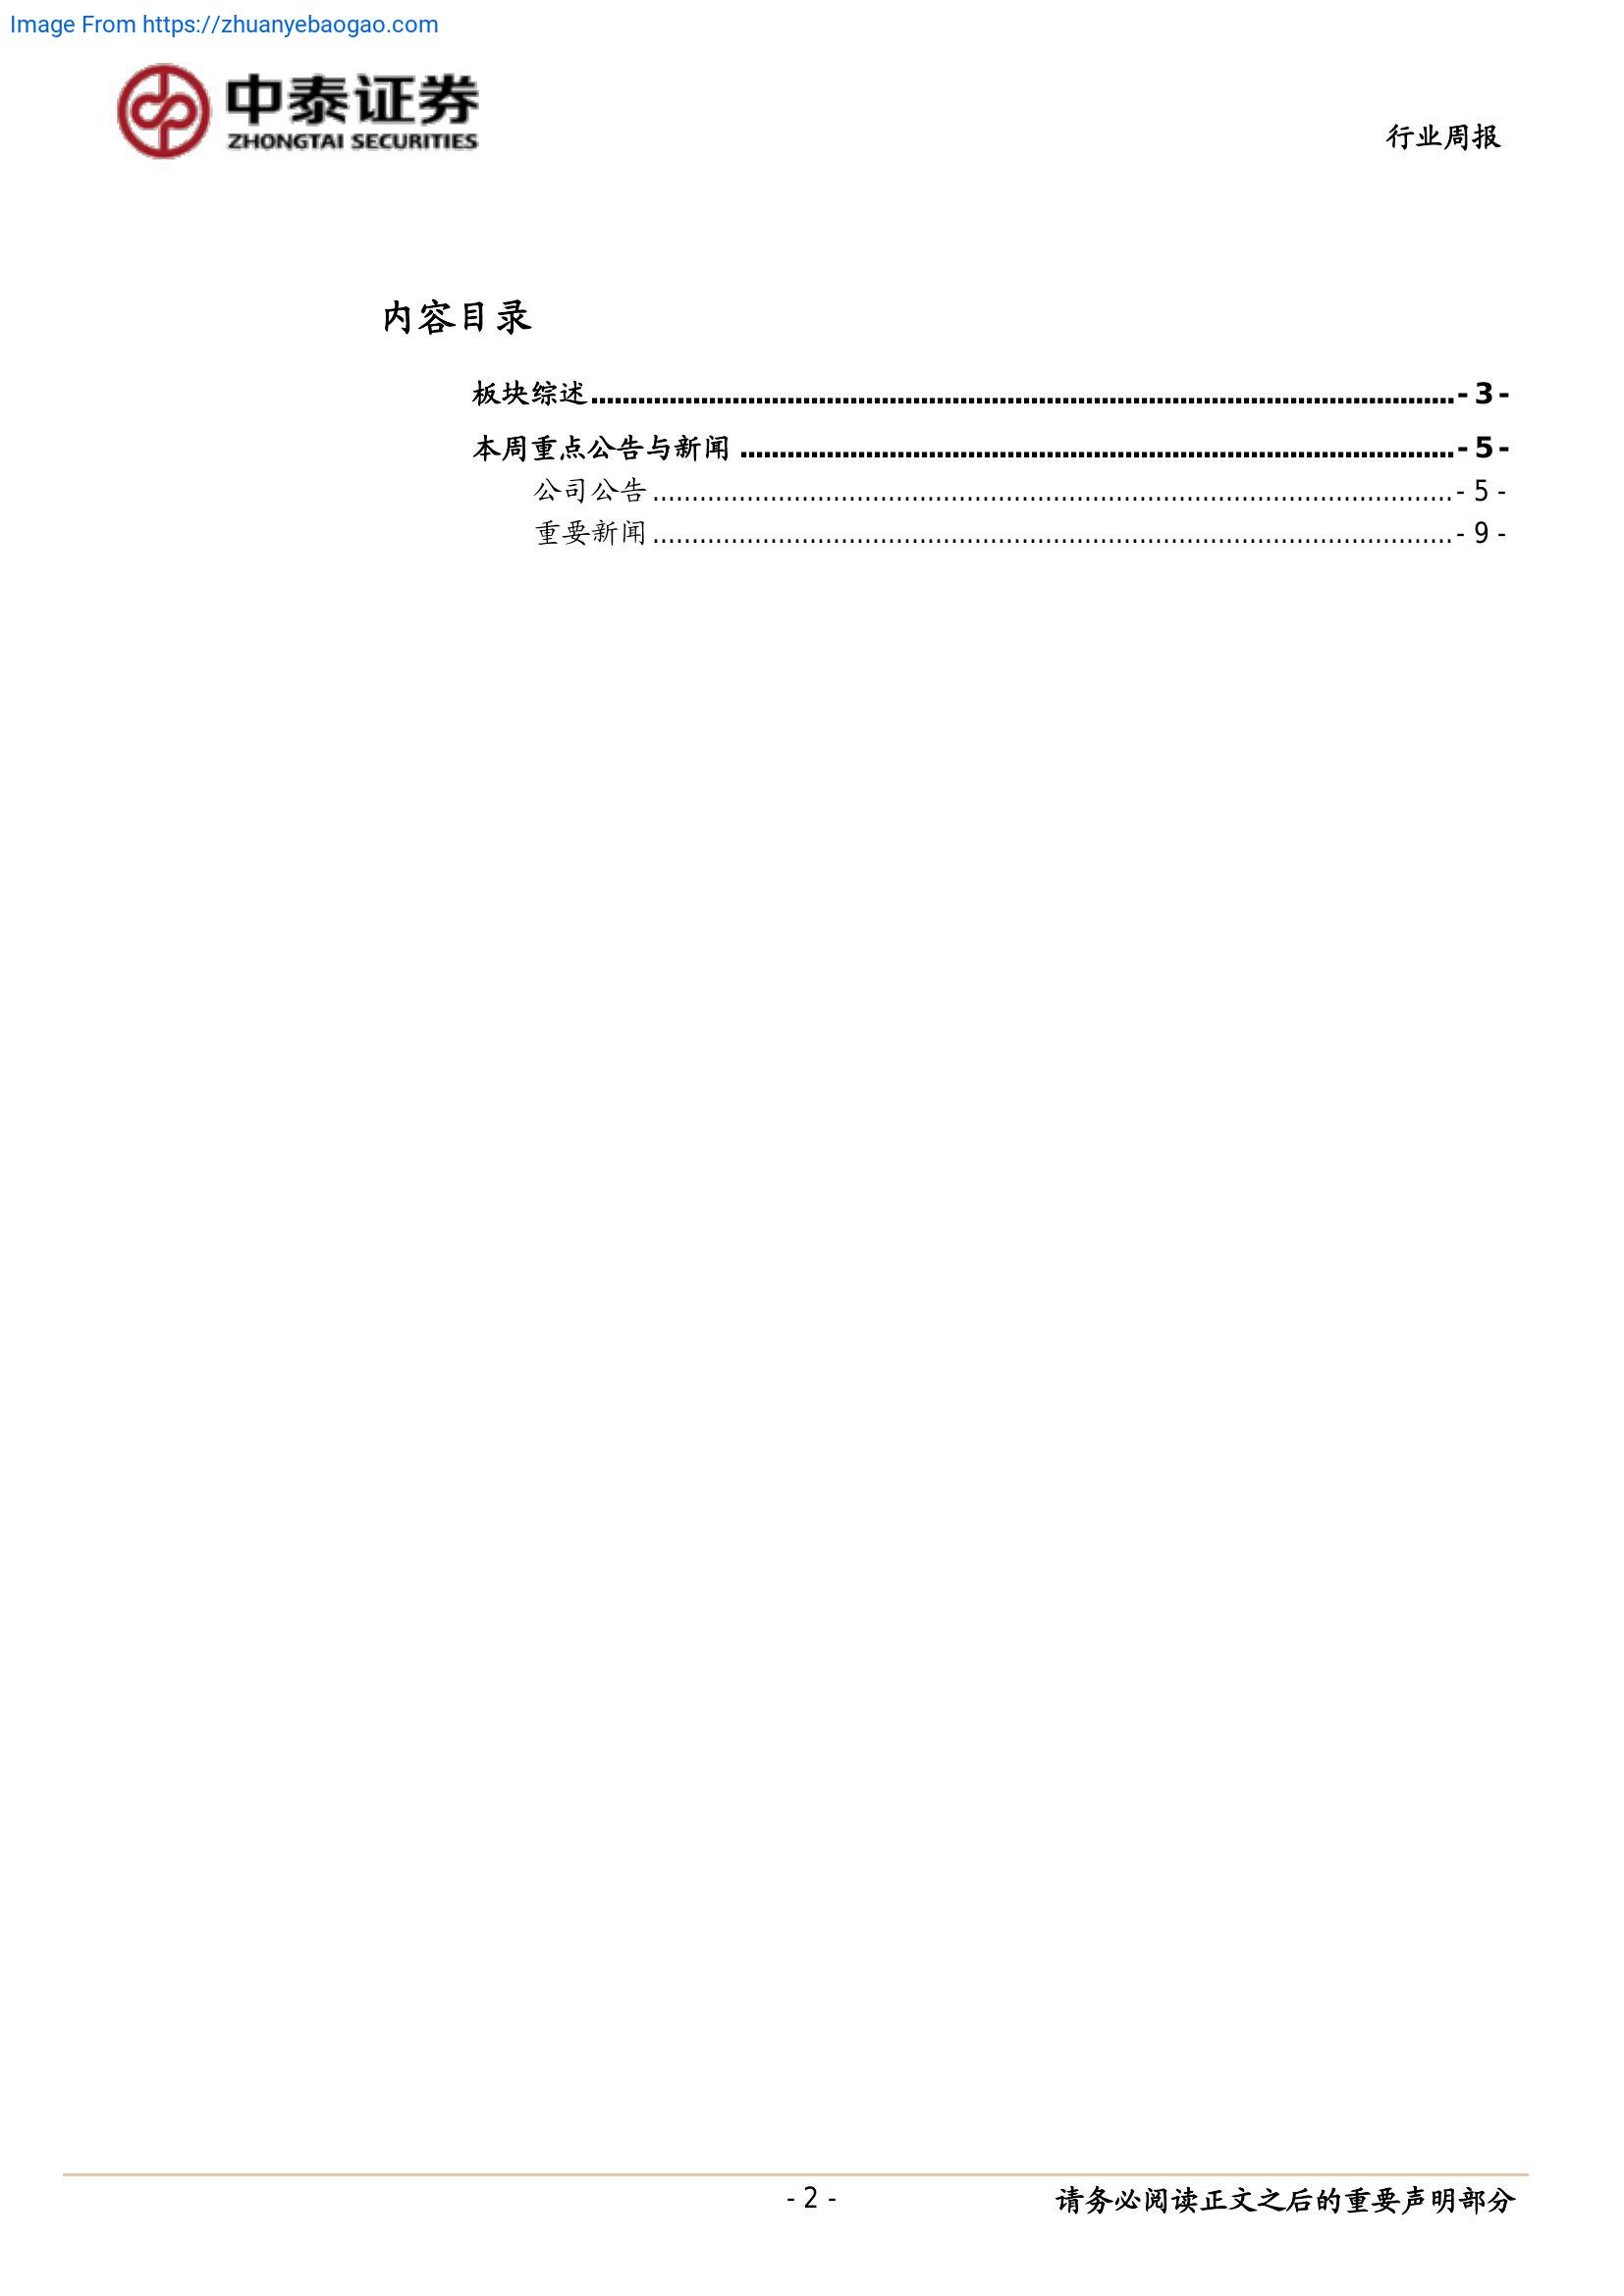 Image From https://zhuanyebaogao.com
中泰证券
ZHONGTAI SECURITIES
行业周报
内容目录
板块综述 - 3 -
本周重点公告与新闻 - 5 -
公司公告 - 5 -
重要新闻 - 9 -
- 2 -
请务必阅读正文之后的重要声明部分